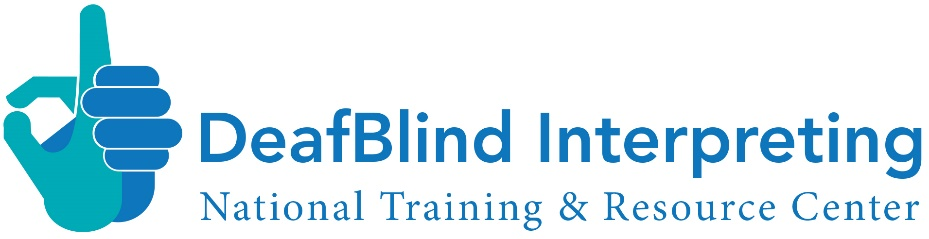 DeafBlind Interpreting
National Training & Resource Center